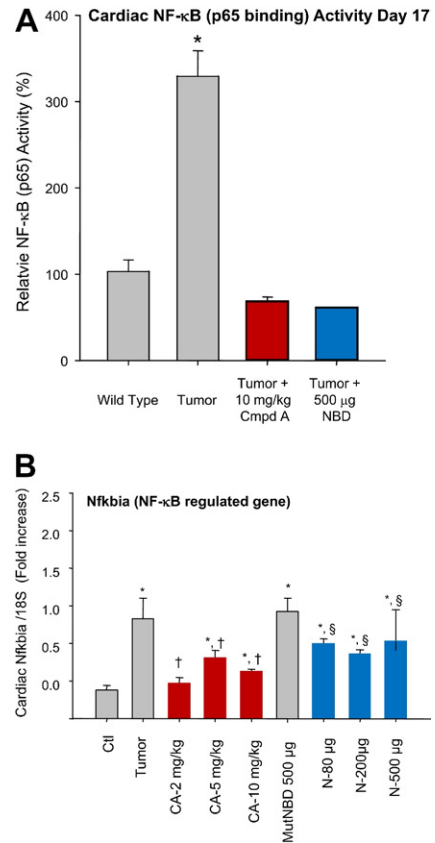 A
Cardiac NF-κB (p65 binding) Activity Day 17
Relatvie NF-κB (p65) Activity (%)
400
300
200
100
0
*
Wild Type
Tumor
Tumor +
10 mg/kg
Cmpd A
Tumor +
500 μg
NBD
B
Nfkbia (NF-κB regulated gene)
Cardiac Nfkbia /18S (Fold increase)
2.5
2.0
1.5
1.0
0.5
0.0
*
†
*, †
*, †
*
*, §
*, §
*, §
Ctl
Tumor
CA-2 mg/kg
CA-5 mg/kg
CA-10 mg/kg
MutNBD 500 μg
N-80 μg
N-200μg
N-500 μg